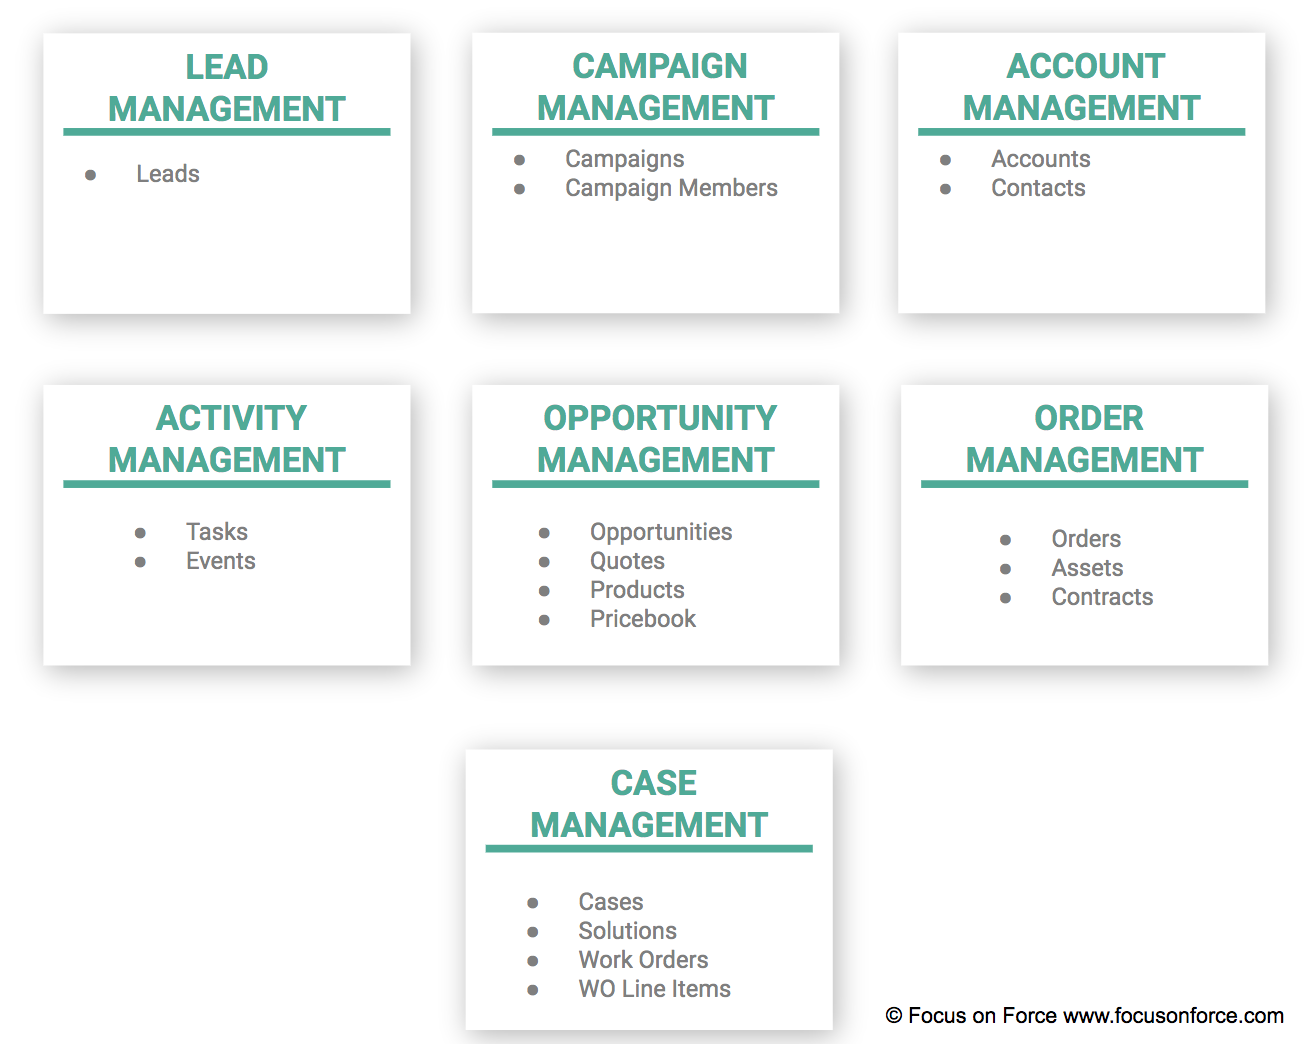 LEAD
MANAGEMENT
● Leads
CAMPAIGN
MANAGEMENT
● Campaigns
● Campaign Members
ACCOUNT
MANAGEMENT
● Accounts
● Contacts
ACTIVITY
MANAGEMENT
● Tasks
● Events
OPPORTUNITY
MANAGEMENT
● Opportunities
● Quotes
● Products
● Pricebook
ORDER
MANAGEMENT
● Orders
● Assets
● Contracts
CASE
MANAGEMENT
● Cases
● Solutions
● Work Orders
● WO Line Items
© Focus on Force www.focusonforce.com